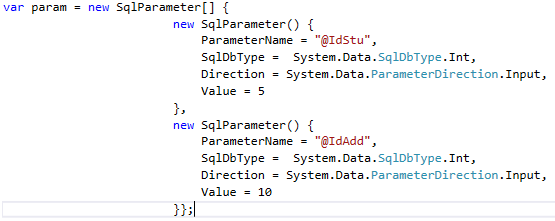 var param = new SqlParameter[] {
new SqlParameter() {
ParameterName = "@IdStu",
SqlDbType =  System.Data.SqlDbType.Int,
Direction = System.Data.ParameterDirection.Input,
Value = 5
},
new SqlParameter() {
ParameterName = "@IdAdd",
SqlDbType =  System.Data.SqlDbType.Int,
Direction = System.Data.ParameterDirection.Input,
Value = 10
}};